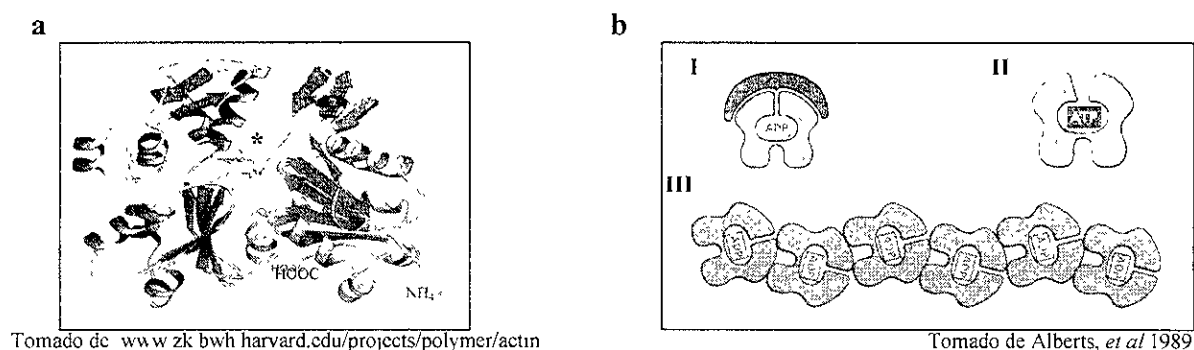 a
b
I
II
ADP
ATP
*
III
HOOC
Tomado de www zk bwh harvard.edu/projects/polymer/actin
Tomado de Alberts, et al 1989